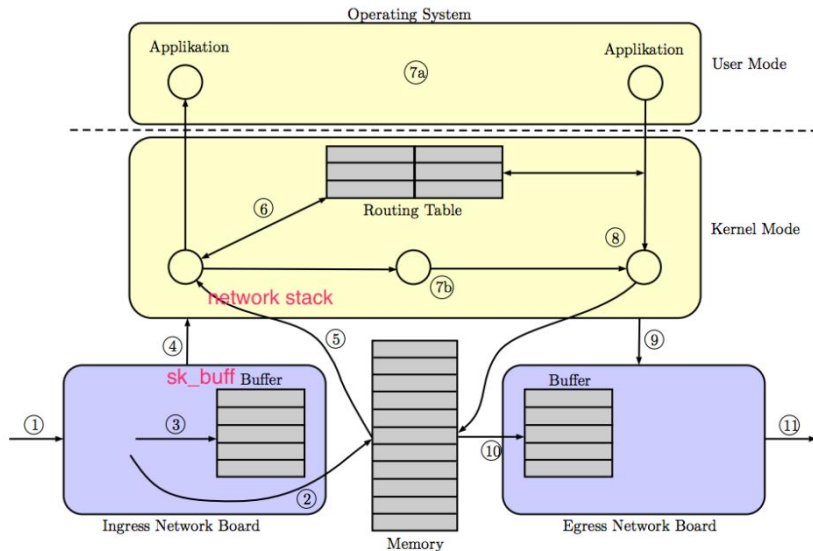 Operating System
Applikation
Applikation
7a
User Mode
6
Routing Table
Kernel Mode
8
7b
network stack
4
5
9
sk_buff
Buffer
Buffer
1
3
10
11
2
Ingress Network Board
Egress Network Board
Memory